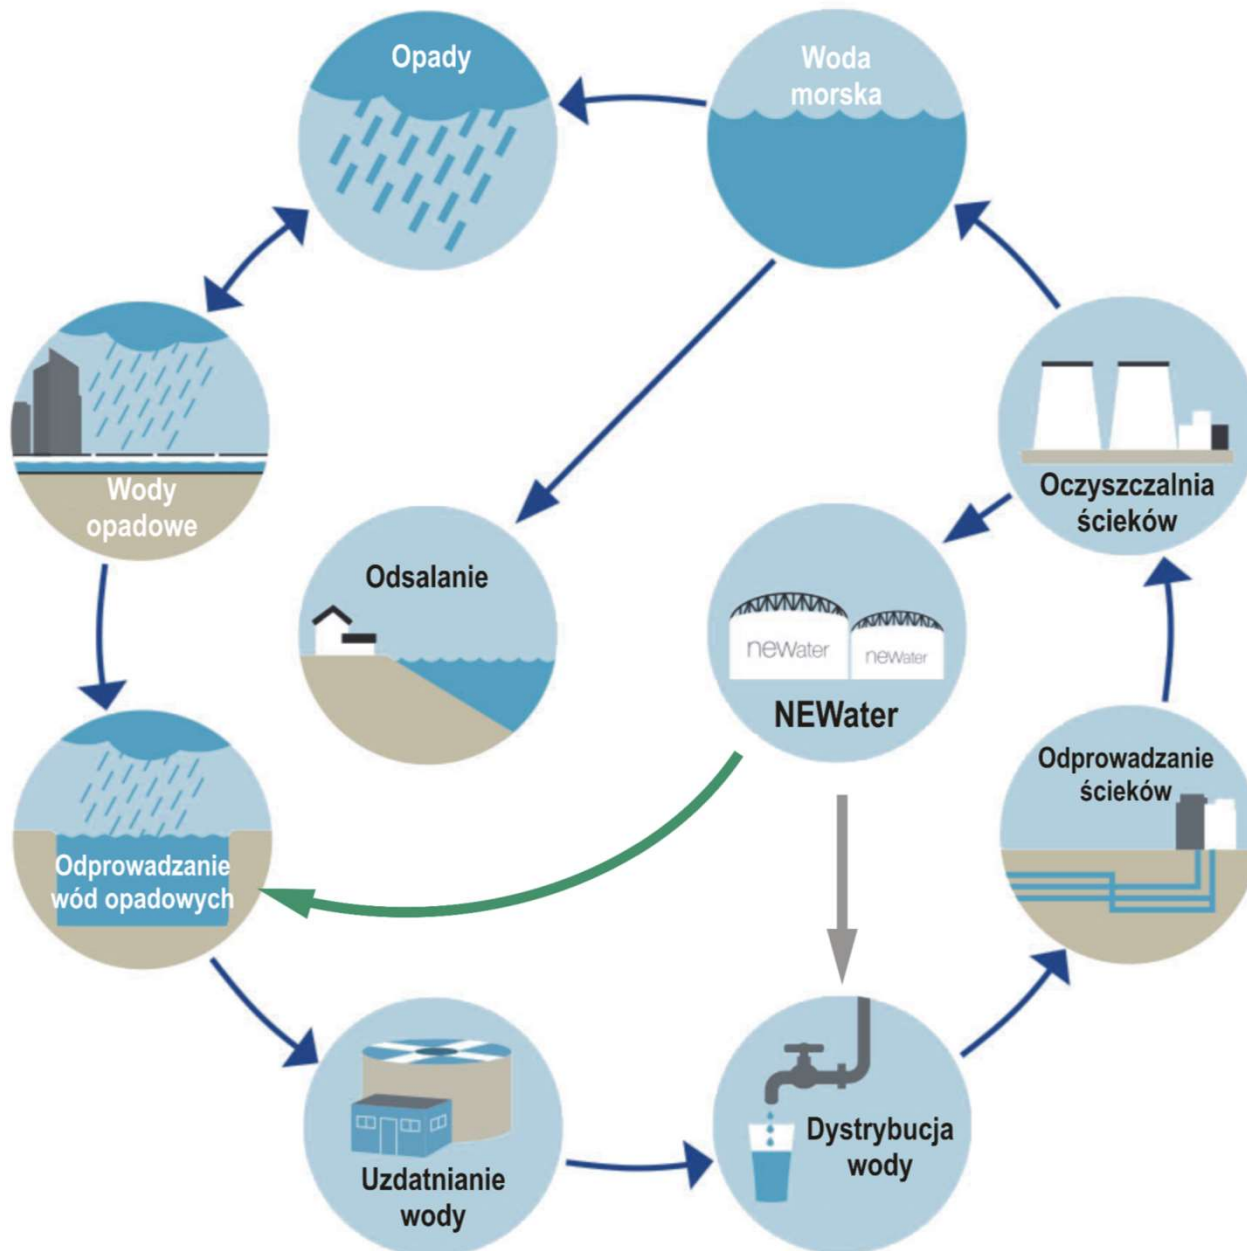 Opady
Woda
morska
Wody
opadowe
Oczyszczalnia
ścieków
Odsalanie
newater
newater
NEWater
Odprowadzanie
ścieków
Odprowadzanie
wód opadowych
Uzdatnianie
wody
Dystrybucja
wody